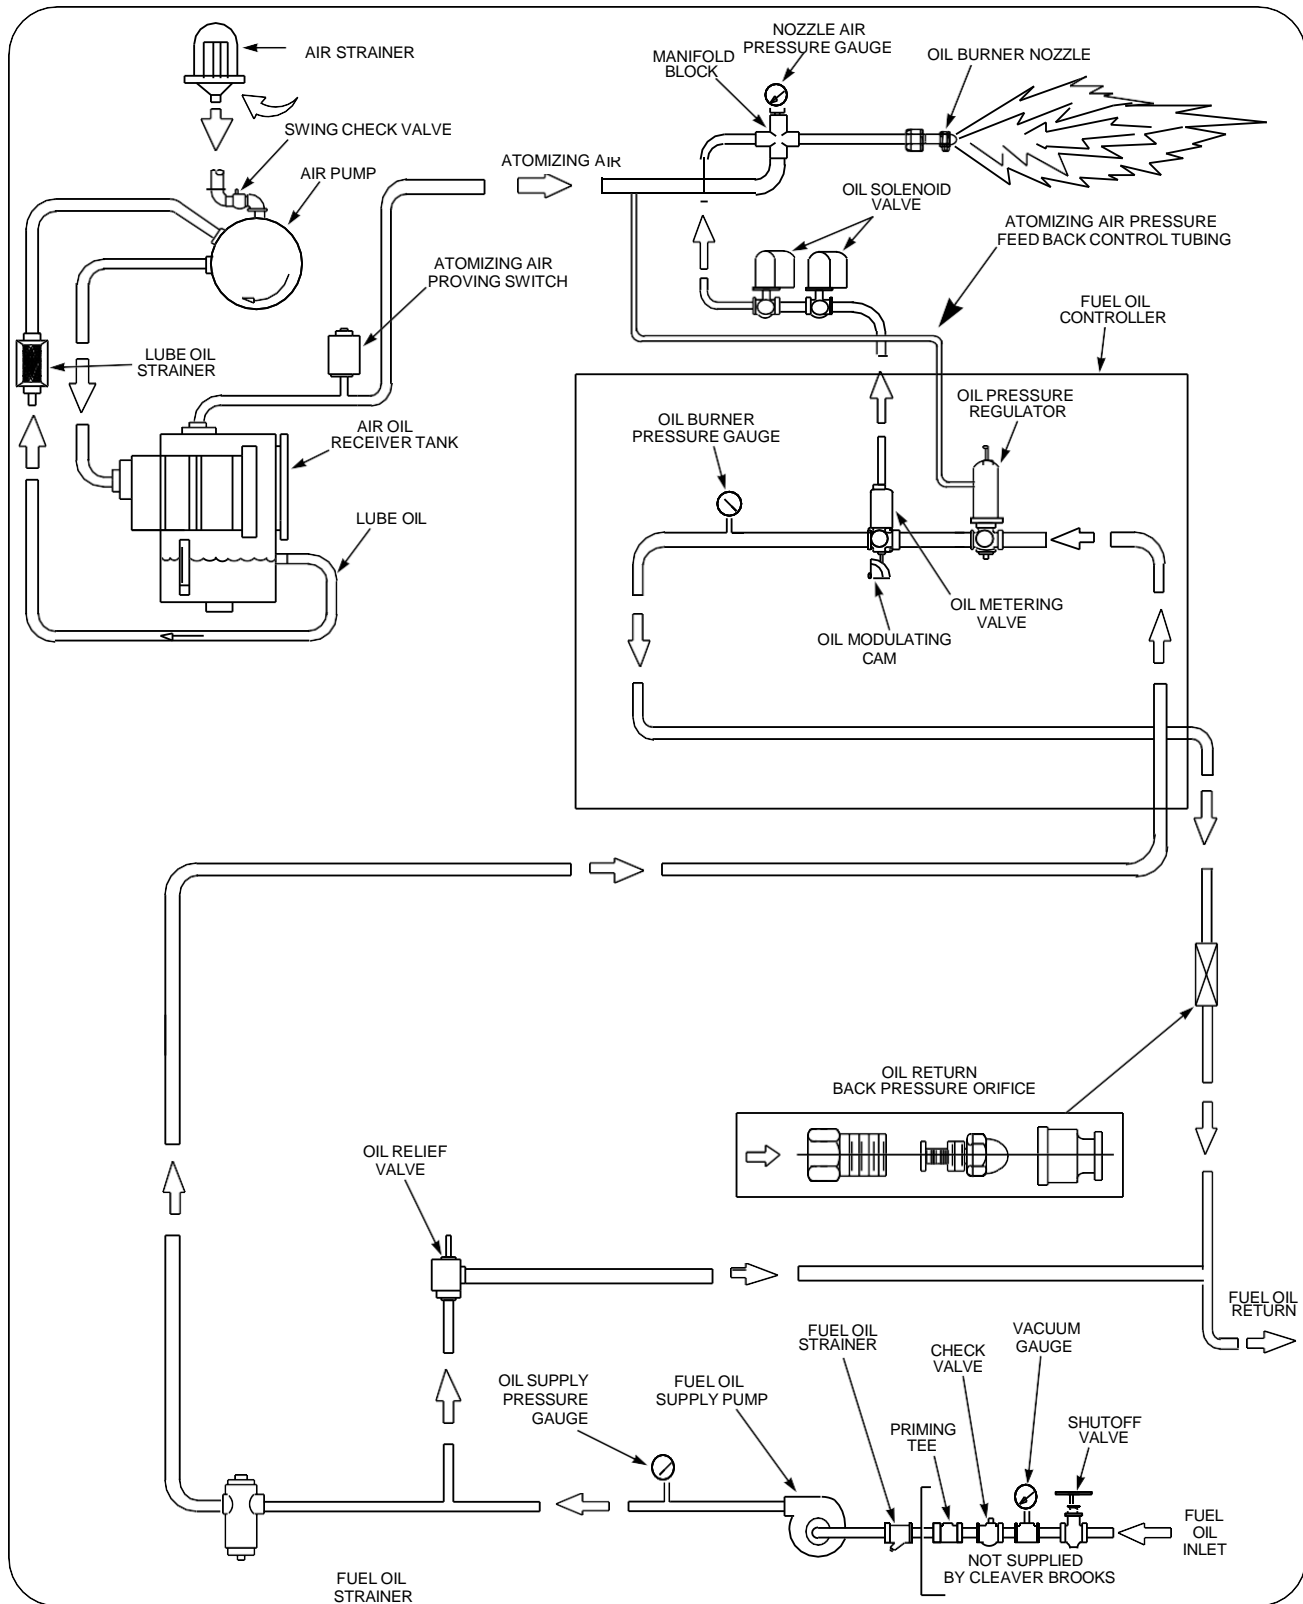 AIR STRAINER
SWING CHECK VALVE
AIR PUMP
NOZZLE AIR
PRESSURE GAUGE
MANIFOLD
BLOCK
OIL BURNER NOZZLE
ATOMIZING AIR
OIL SOLENOID
VALVE
ATOMIZING AIR PRESSURE
FEED BACK CONTROL TUBING
ATOMIZING AIR
PROVING SWITCH
FUEL OIL
CONTROLLER
LUBE OIL
STRAINER
AIR OIL
RECEIVER TANK
OIL BURNER
PRESSURE GAUGE
OIL PRESSURE
REGULATOR
LUBE OIL
OIL METERING
VALVE
OIL MODULATING
CAM
OIL RETURN
BACK PRESSURE ORIFICE
OIL RELIEF
VALVE
FUEL OIL
RETURN
FUEL OIL
STRAINER
VACUUM
GAUGE
CHECK
VALVE
OIL SUPPLY
PRESSURE
GAUGE
FUEL OIL
SUPPLY PUMP
PRIMING
TEE
SHUTOFF
VALVE
FUEL
OIL
INLET
NOT SUPPLIED
BY CLEAVER BROOKS
FUEL OIL
STRAINER